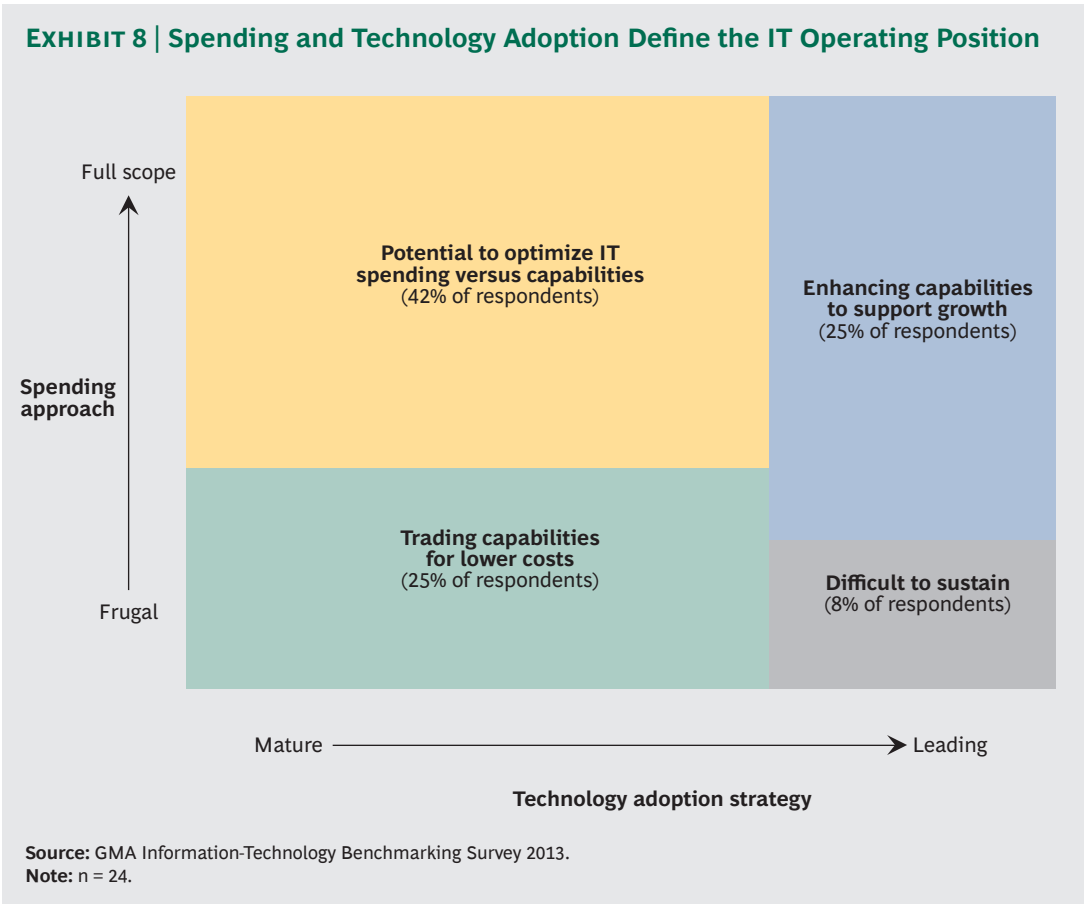 EXHIBIT 8 | Spending and Technology Adoption Define the IT Operating Position
Full scope
Spending
approach
Frugal
Potential to optimize IT
spending versus capabilities
(42% of respondents)
Enhancing capabilities
to support growth
(25% of respondents)
Trading capabilities
for lower costs
(25% of respondents)
Difficult to sustain
(8% of respondents)
Mature
Leading
Technology adoption strategy
Source: GMA Information-Technology Benchmarking Survey 2013.
Note: n = 24.